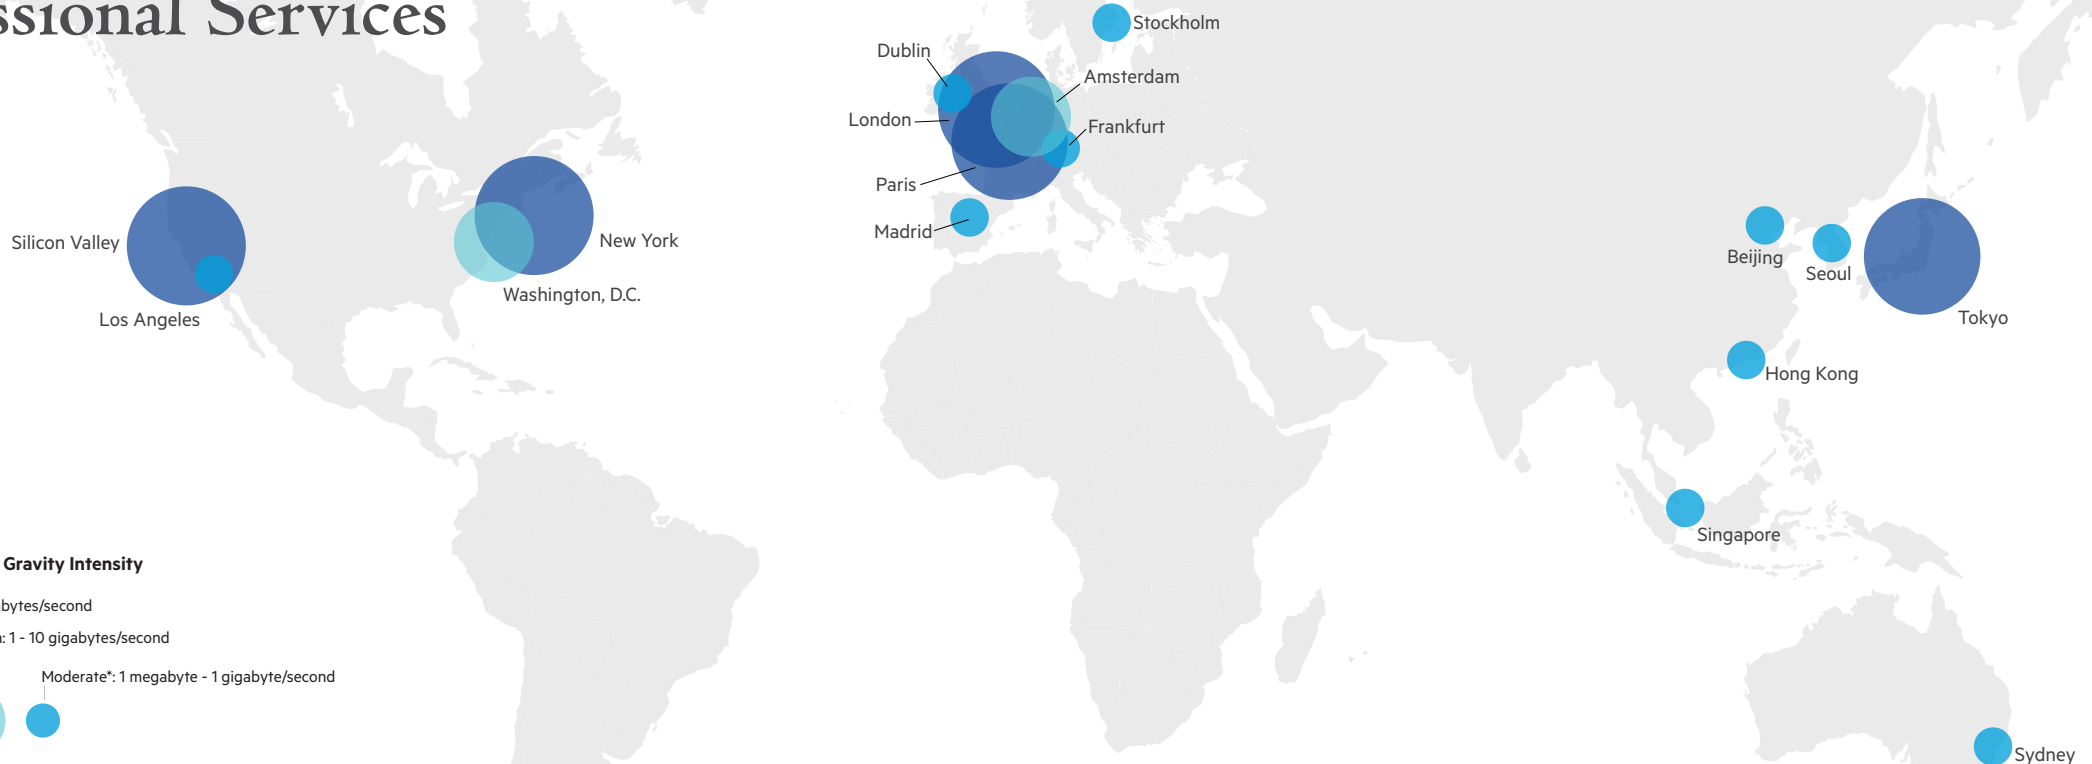 ssional Services
Stockholm
Dublin
Amsterdam
London
Frankfurt
Paris
Madrid
Silicon Valley
New York
Washington, D.C.
Los Angeles
Beijing
Seoul
Tokyo
Hong Kong
Singapore
Gravity Intensity
bytes/second
: 1 - 10 gigabytes/second
Moderate*: 1 megabyte - 1 gigabyte/second
Sydney